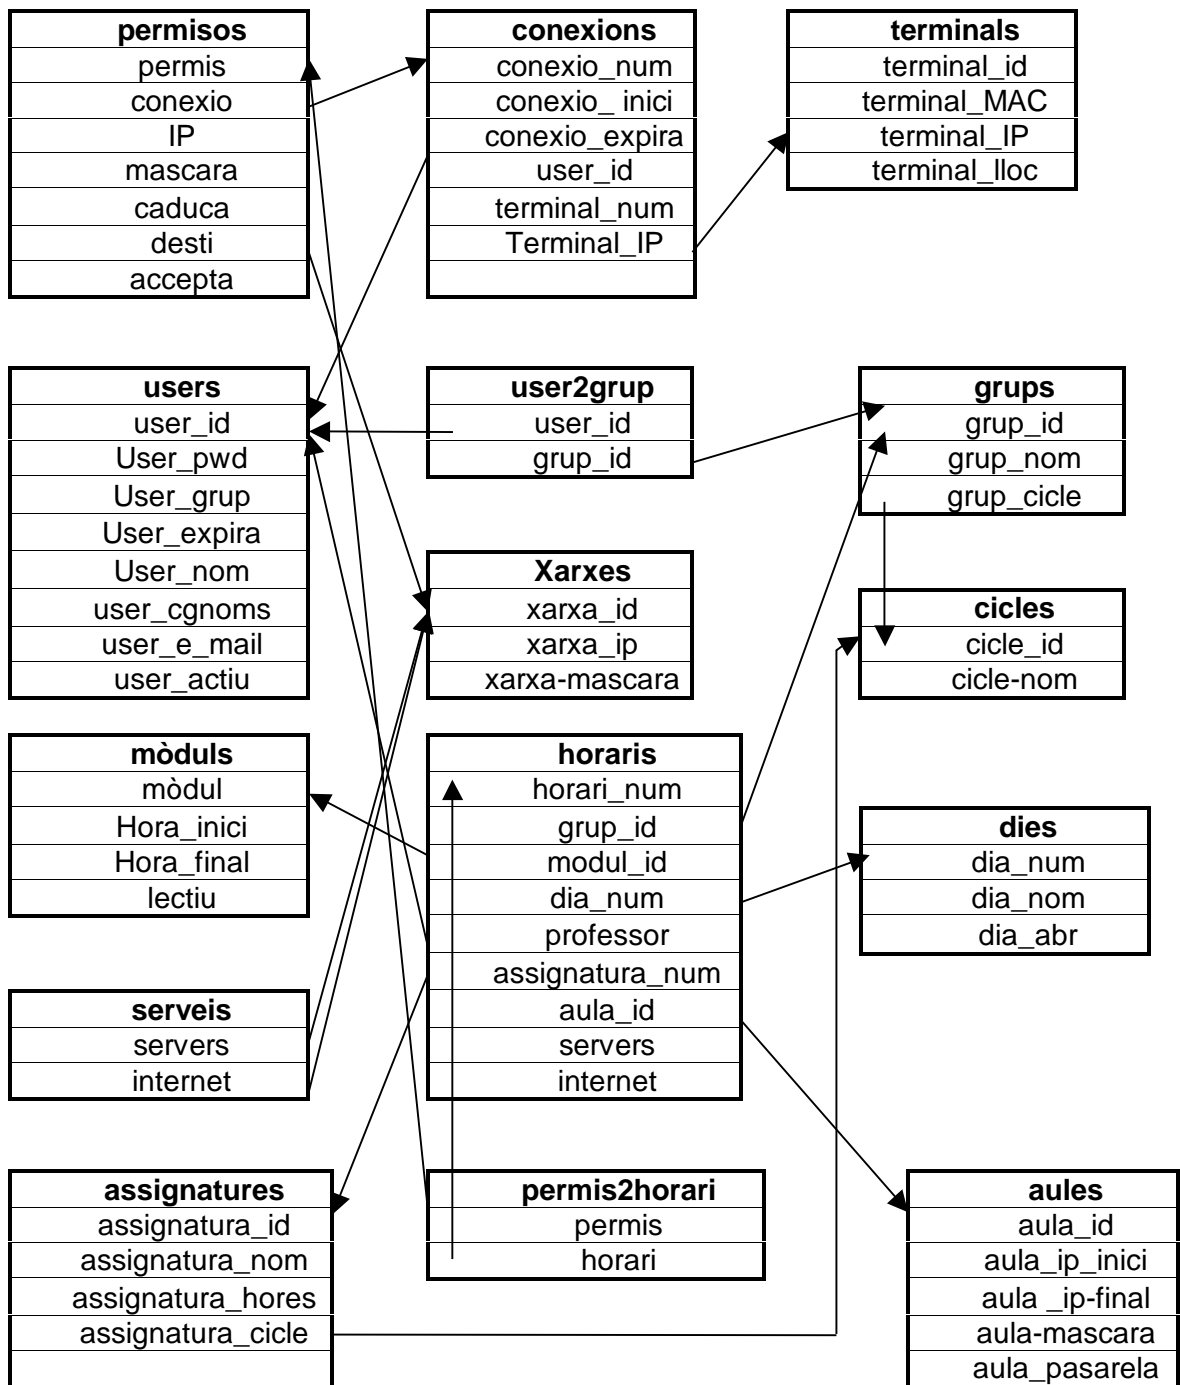 permisos
permis
conexio
IP
mascara
caduca
desti
accepta
conexions
conexio_num
conexio_ inici
conexio_expira
user_id
terminal_num
Terminal_IP
terminals
terminal_id
terminal_MAC
terminal_IP
terminal_lloc
users
user_id
User_pwd
User_grup
User_expira
User_nom
user_cgnoms
user_e_mail
user_actiu
user2grup
user_id
grup_id
grups
grup_id
grup_nom
grup_cicle
Xarxes
xarxa_id
xarxa_ip
xarxa-mascara
cicles
cicle_id
cicle-nom
mòduls
mòdul
Hora_inici
Hora_final
lectiu
horaris
horari_num
grup_id
modul_id
dia_num
professor
assignatura_num
aula_id
servers
internet
dies
dia_num
dia_nom
dia_abr
serveis
servers
internet
assignatures
assignatura_id
assignatura_nom
assignatura_hores
assignatura_cicle
permis2horari
permis
horari
aules
aula_id
aula_ip_inici
aula _ip-final
aula-mascara
aula_pasarela